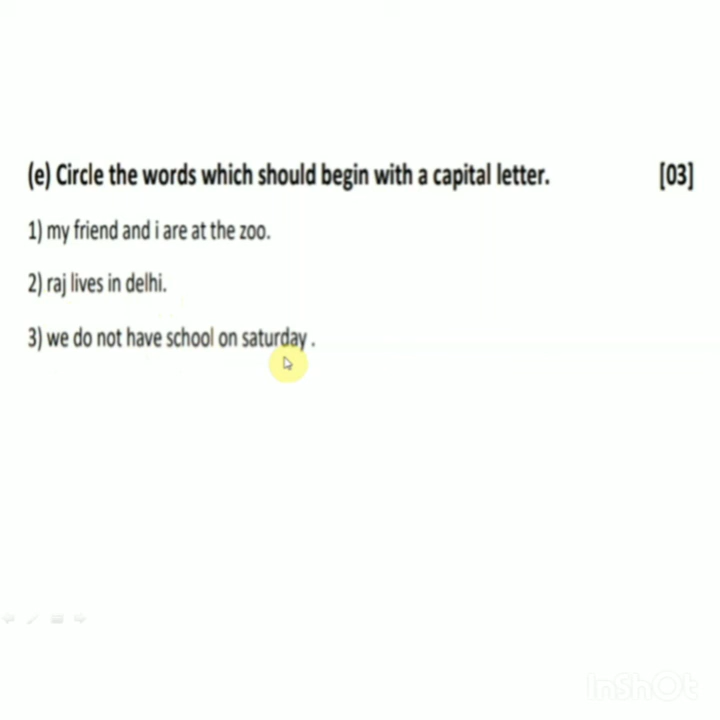 (e) Circle the words which should begin with a capital letter. [03]
1) my friend and i are at the zoo.
2) raj lives in delhi.
3) we do not have school on saturday .
InShOt